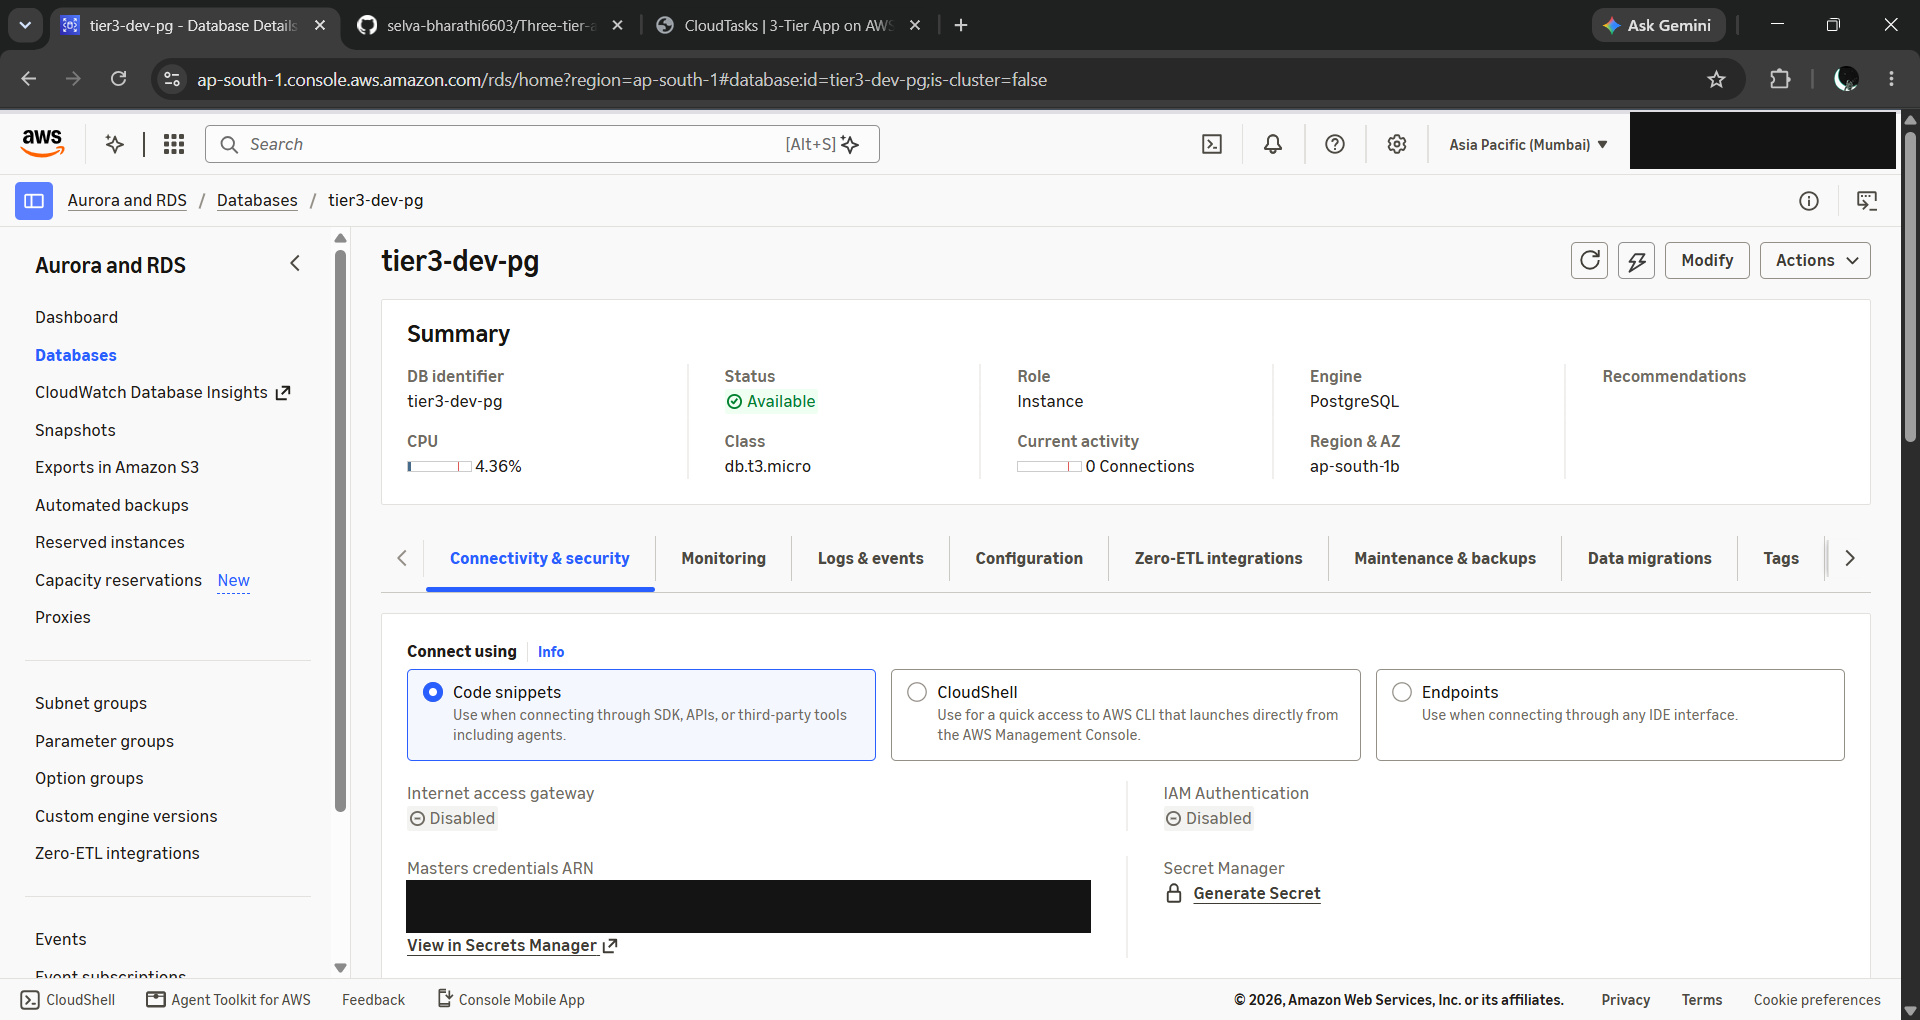 tier3-dev-pg - Database Details
selva-bharathi6603/Three-tier-a
CloudTasks | 3-Tier App on AWS
Ask Gemini
ap-south-1.console.aws.amazon.com/rds/home?region=ap-south-1#database:id=tier3-dev-pg;is-cluster=false
aws
Search
[Alt+S]
Asia Pacific (Mumbai)
Aurora and RDS / Databases / tier3-dev-pg
Aurora and RDS
Dashboard
Databases
CloudWatch Database Insights
Snapshots
Exports in Amazon S3
Automated backups
Reserved instances
Capacity reservations New
Proxies
Subnet groups
Parameter groups
Option groups
Custom engine versions
Zero-ETL integrations
Events
Event subscriptions
tier3-dev-pg
Modify
Actions
Summary
DB identifier
tier3-dev-pg
Status
Available
Role
Instance
Engine
PostgreSQL
Recommendations
CPU
4.36%
Class
db.t3.micro
Current activity
0 Connections
Region & AZ
ap-south-1b
Connectivity & security
Monitoring
Logs & events
Configuration
Zero-ETL integrations
Maintenance & backups
Data migrations
Tags
Connect using
Info
Code snippets
Use when connecting through SDK, APIs, or third-party tools
including agents.
CloudShell
Use for a quick access to AWS CLI that launches directly from
the AWS Management Console.
Endpoints
Use when connecting through any IDE interface.
Internet access gateway
Disabled
IAM Authentication
Disabled
Masters credentials ARN
View in Secrets Manager
Secret Manager
Generate Secret
CloudShell
Agent Toolkit for AWS
Feedback
Console Mobile App
© 2026, Amazon Web Services, Inc. or its affiliates.
Privacy
Terms
Cookie preferences